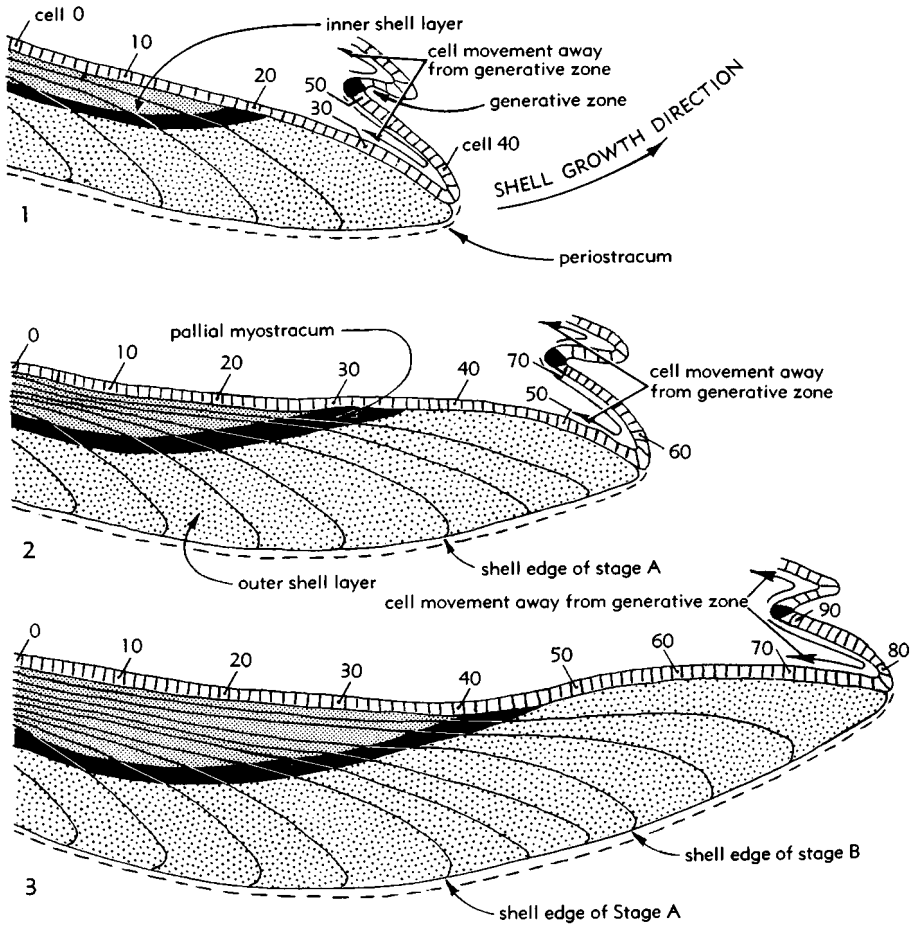 cell 0
inner shell layer
10
cell movement away
from generative zone
20
50
30
generative zone
cell 40
SHELL GROWTH DIRECTION
1
periostracum
0
pallial myostracum
10
20
30
40
70
50
cell movement away
from generative zone
60
2
outer shell layer
shell edge of stage A
cell movement away from generative zone
0
10
20
30
40
50
60
70
90
80
shell edge of stage B
3
shell edge of Stage A